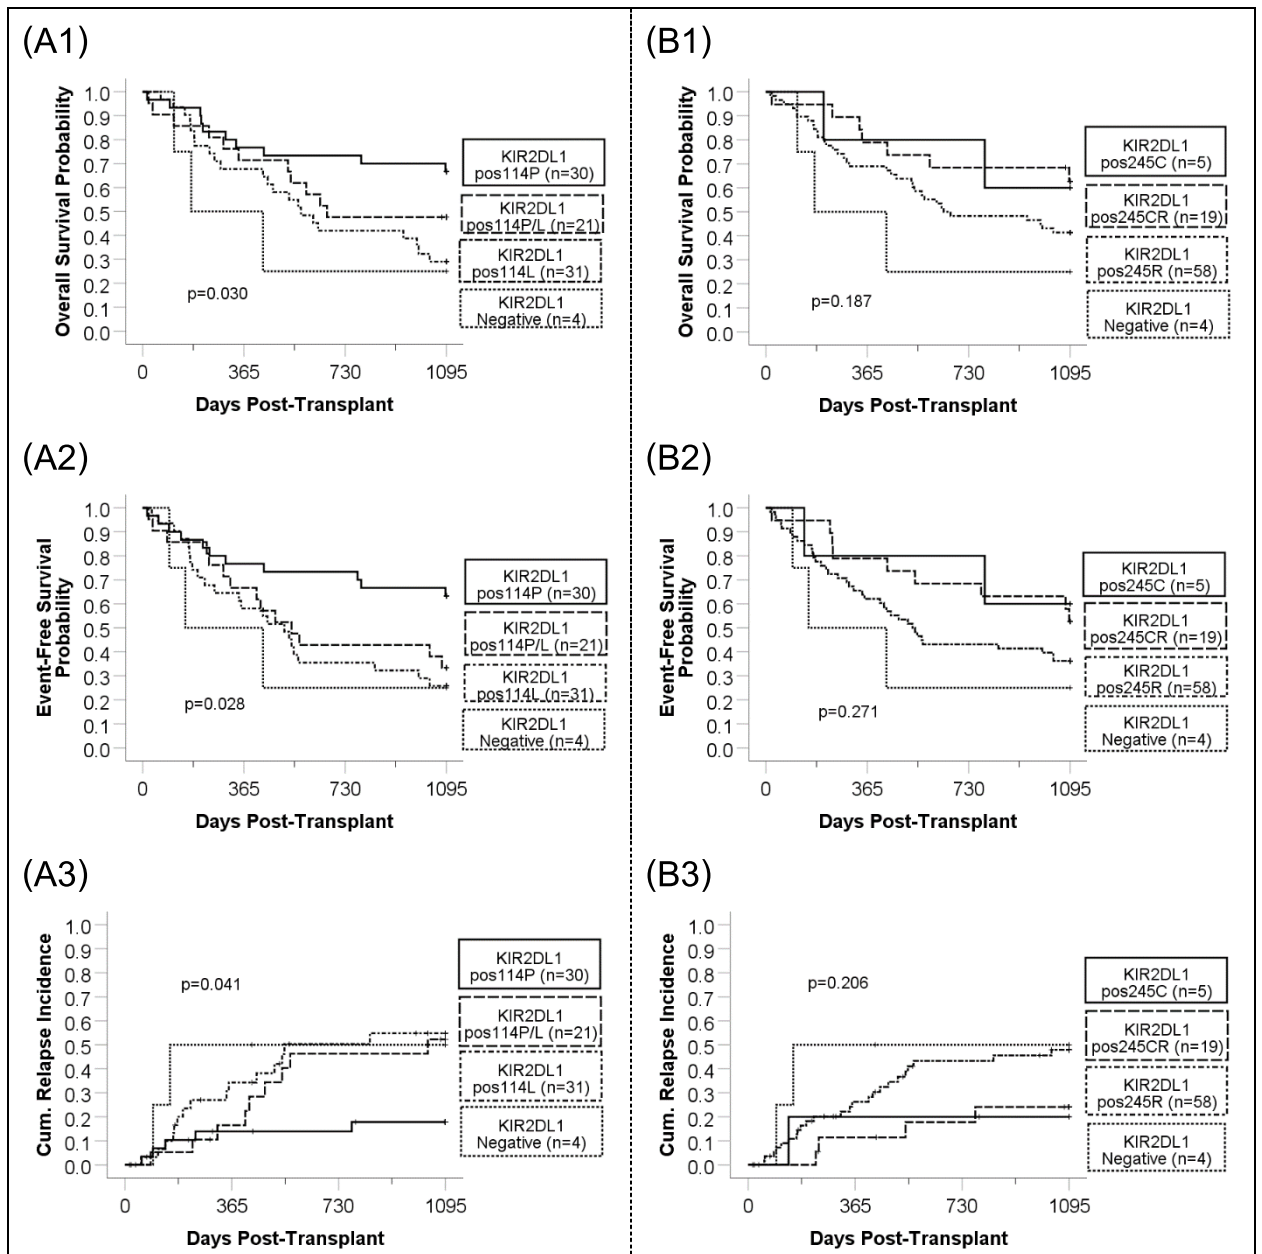 (A1)
Overall Survival Probability
1.0
0.9
0.8
0.7
0.6
0.5
0.4
0.3
0.2
0.1
0.0
p=0.030
0 365 730 1095
Days Post-Transplant
KIR2DL1
pos114P (n=30)
KIR2DL1
pos114P/L (n=21)
KIR2DL1
pos114L (n=31)
KIR2DL1
Negative (n=4)
(B1)
Overall Survival Probability
1.0
0.9
0.8
0.7
0.6
0.5
0.4
0.3
0.2
0.1
0.0
p=0.187
0 365 730 1095
Days Post-Transplant
KIR2DL1
pos245C (n=5)
KIR2DL1
pos245CR (n=19)
KIR2DL1
pos245R (n=58)
KIR2DL1
Negative (n=4)
(A2)
Event-Free Survival
Probability
1.0
0.9
0.8
0.7
0.6
0.5
0.4
0.3
0.2
0.1
0.0
p=0.028
0 365 730 1095
Days Post-Transplant
KIR2DL1
pos114P (n=30)
KIR2DL1
pos114P/L (n=21)
KIR2DL1
pos114L (n=31)
KIR2DL1
Negative (n=4)
(B2)
Event-Free Survival
Probability
1.0
0.9
0.8
0.7
0.6
0.5
0.4
0.3
0.2
0.1
0.0
p=0.271
0 365 730 1095
Days Post-Transplant
KIR2DL1
pos245C (n=5)
KIR2DL1
pos245CR (n=19)
KIR2DL1
pos245R (n=58)
KIR2DL1
Negative (n=4)
(A3)
Cum. Relapse Incidence
1.0
0.9
0.8
0.7
0.6
0.5
0.4
0.3
0.2
0.1
0.0
p=0.041
0 365 730 1095
Days Post-Transplant
KIR2DL1
pos114P (n=30)
KIR2DL1
pos114P/L (n=21)
KIR2DL1
pos114L (n=31)
KIR2DL1
Negative (n=4)
(B3)
Cum. Relapse Incidence
1.0
0.9
0.8
0.7
0.6
0.5
0.4
0.3
0.2
0.1
0.0
p=0.206
0 365 730 1095
Days Post-Transplant
KIR2DL1
pos245C (n=5)
KIR2DL1
pos245CR (n=19)
KIR2DL1
pos245R (n=58)
KIR2DL1
Negative (n=4)